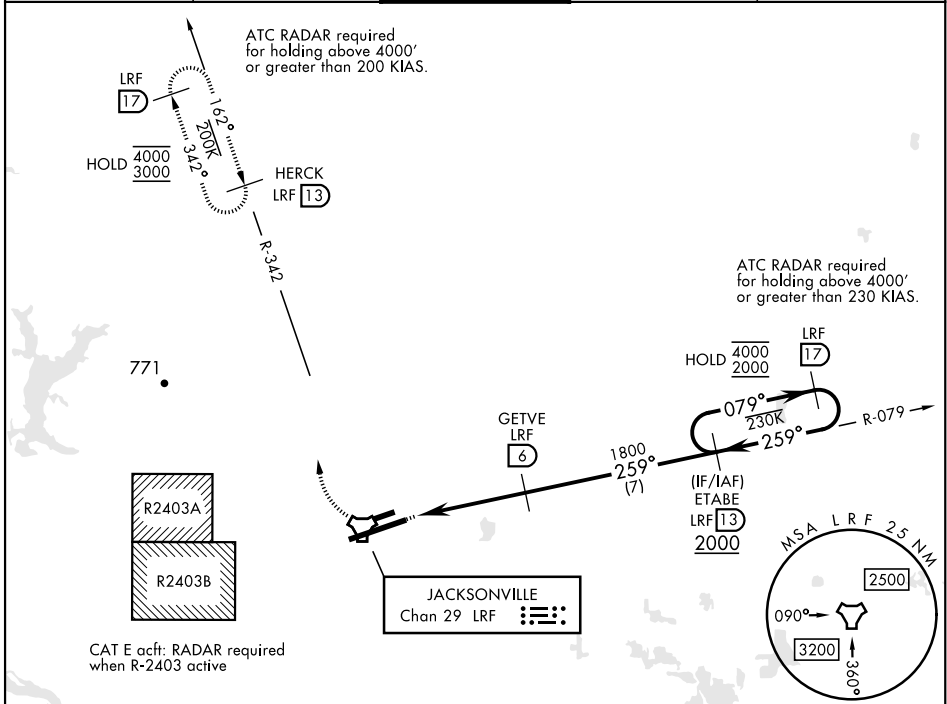 ATC RADAR required
for holding above 4000'
or greater than 200 KIAS.
LRF
17
162°
200K
342°
HOLD 4000
3000
HERCK
LRF 13
R-342
ATC RADAR required
for holding above 4000'
or greater than 230 KIAS.
771
HOLD 4000
2000
LRF
17
079°
230K
259°
R-079
GETVE
LRF
6
1800
259°
(7)
(IF/IAF)
ETABE
LRF 13
2000
R2403A
R2403B
JACKSONVILLE
Chan 29 LRF
CAT E acft: RADAR required
when R-2403 active
MSA LRF 25 NM
2500
090°
3200
360°